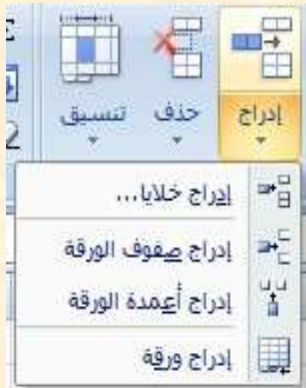 إدراج حذف تنسيق
إدراج خلايا...
إدراج صفوف الورقة
إدراج أعمدة الورقة
إدراج ورقة